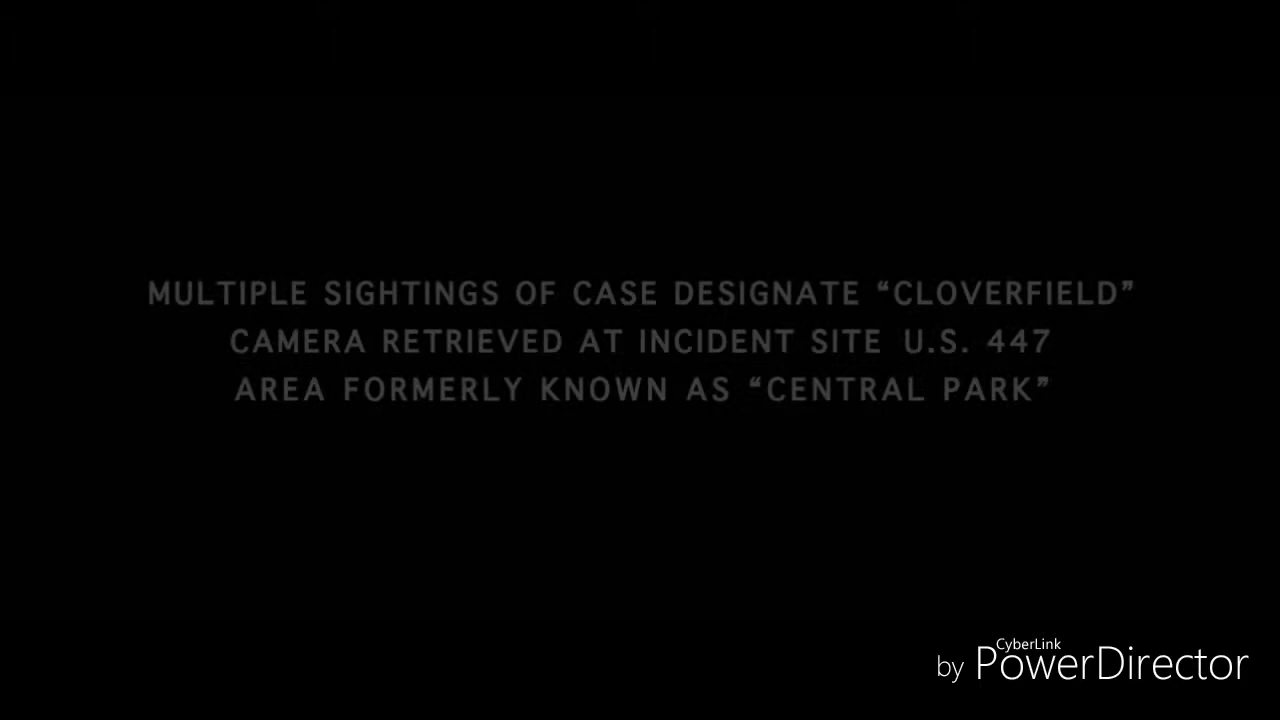 MULTIPLE SIGHTINGS OF CASE DESIGNATE “CLOVERFIELD”
CAMERA RETRIEVED AT INCIDENT SITE U.S. 447
AREA FORMERLY KNOWN AS “CENTRAL PARK”
CyberLink
by PowerDirector